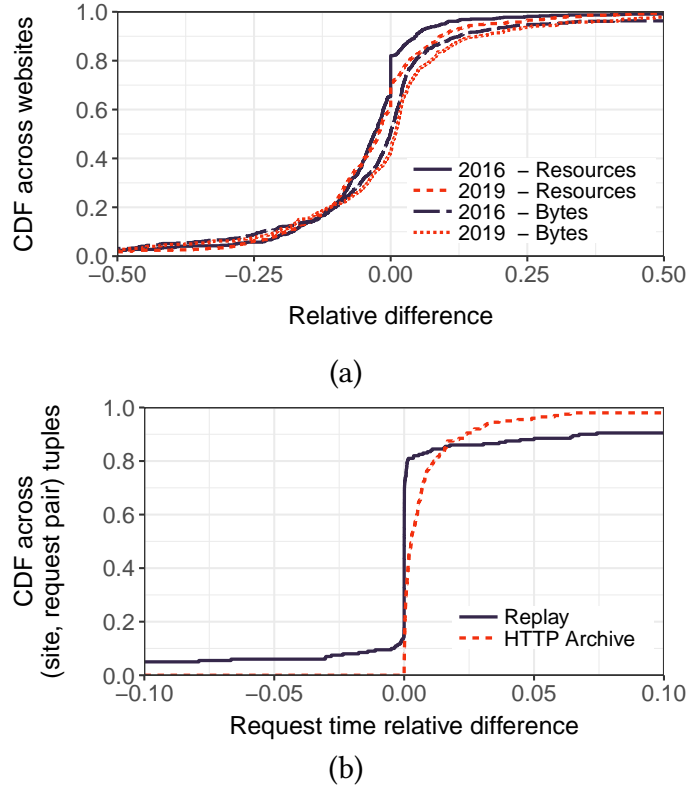 1.0
0.8
0.6
0.4
0.2
0.0
CDF across websites
2016 – Resources
2019 – Resources
2016 – Bytes
2019 – Bytes
−0.50 −0.25 0.00 0.25 0.50
Relative difference
(a)
1.0
0.8
0.6
0.4
0.2
0.0
CDF across
(site, request pair) tuples
Replay
HTTP Archive
−0.10 −0.05 0.00 0.05 0.10
Request time relative difference
(b)